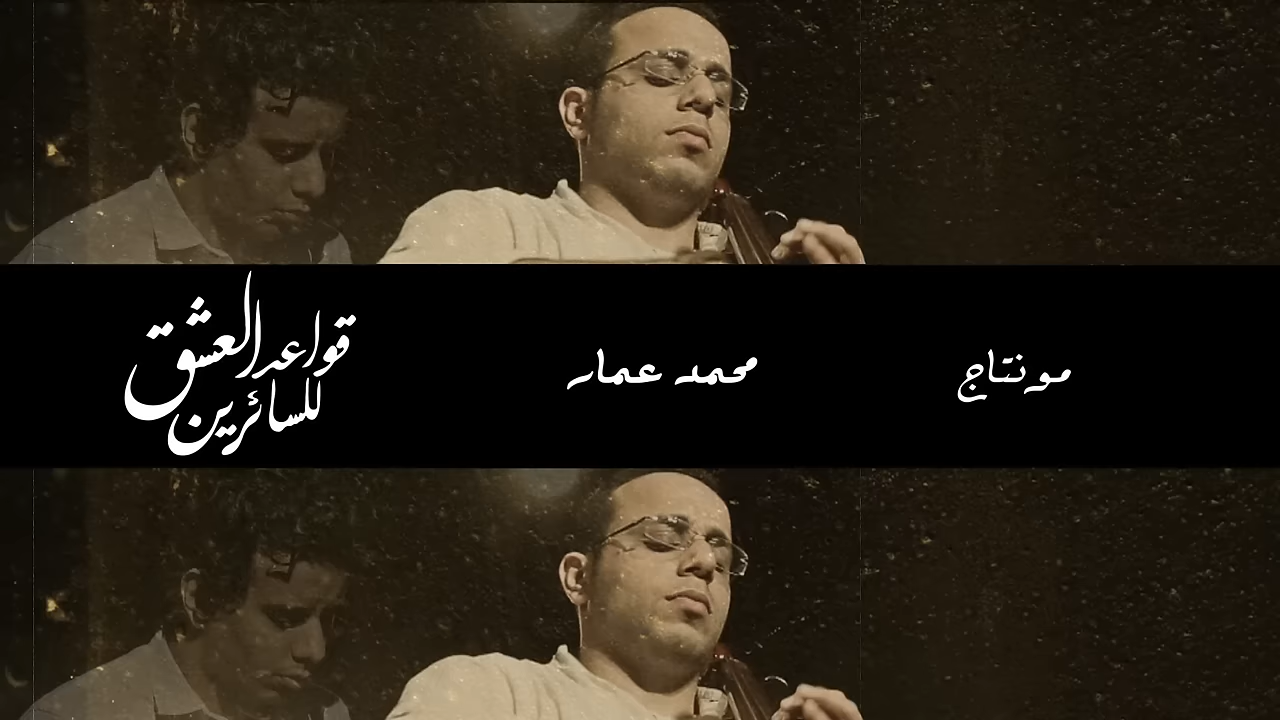 مونتاج
محمد عمار
قواعد العشق
للسائرين